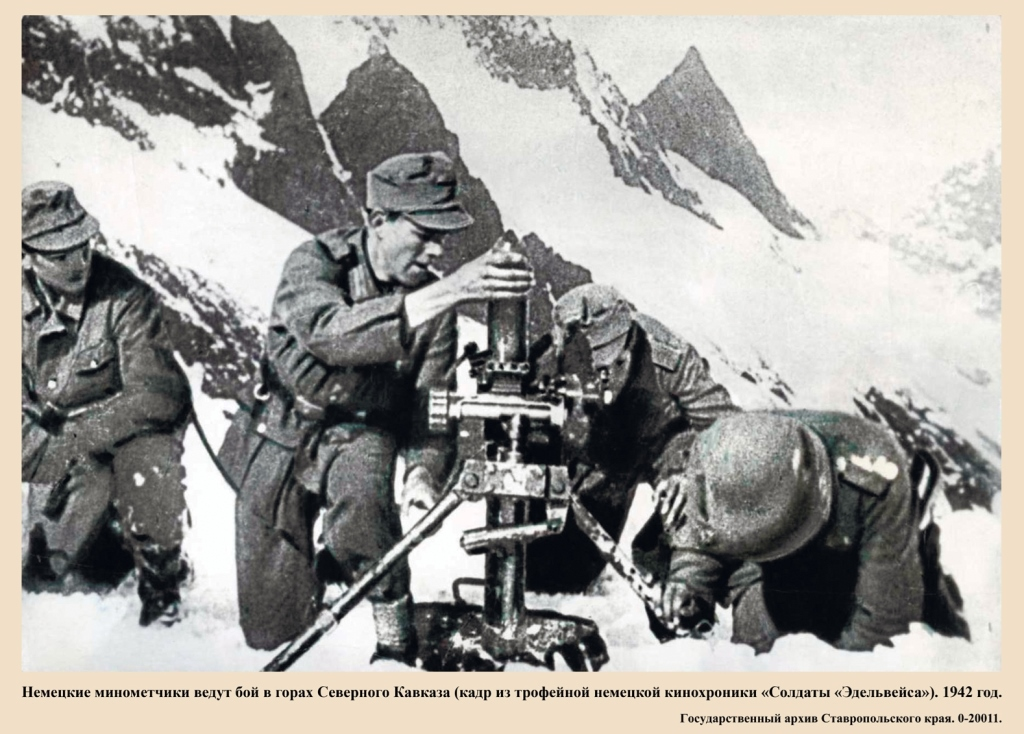 Немецкие минометчики ведут бой в горах Северного Кавказа (кадр из трофейной немецкой кинохроники «Солдаты «Эдельвейса»). 1942 год.
Государственный архив Ставропольского края. 0-20011.